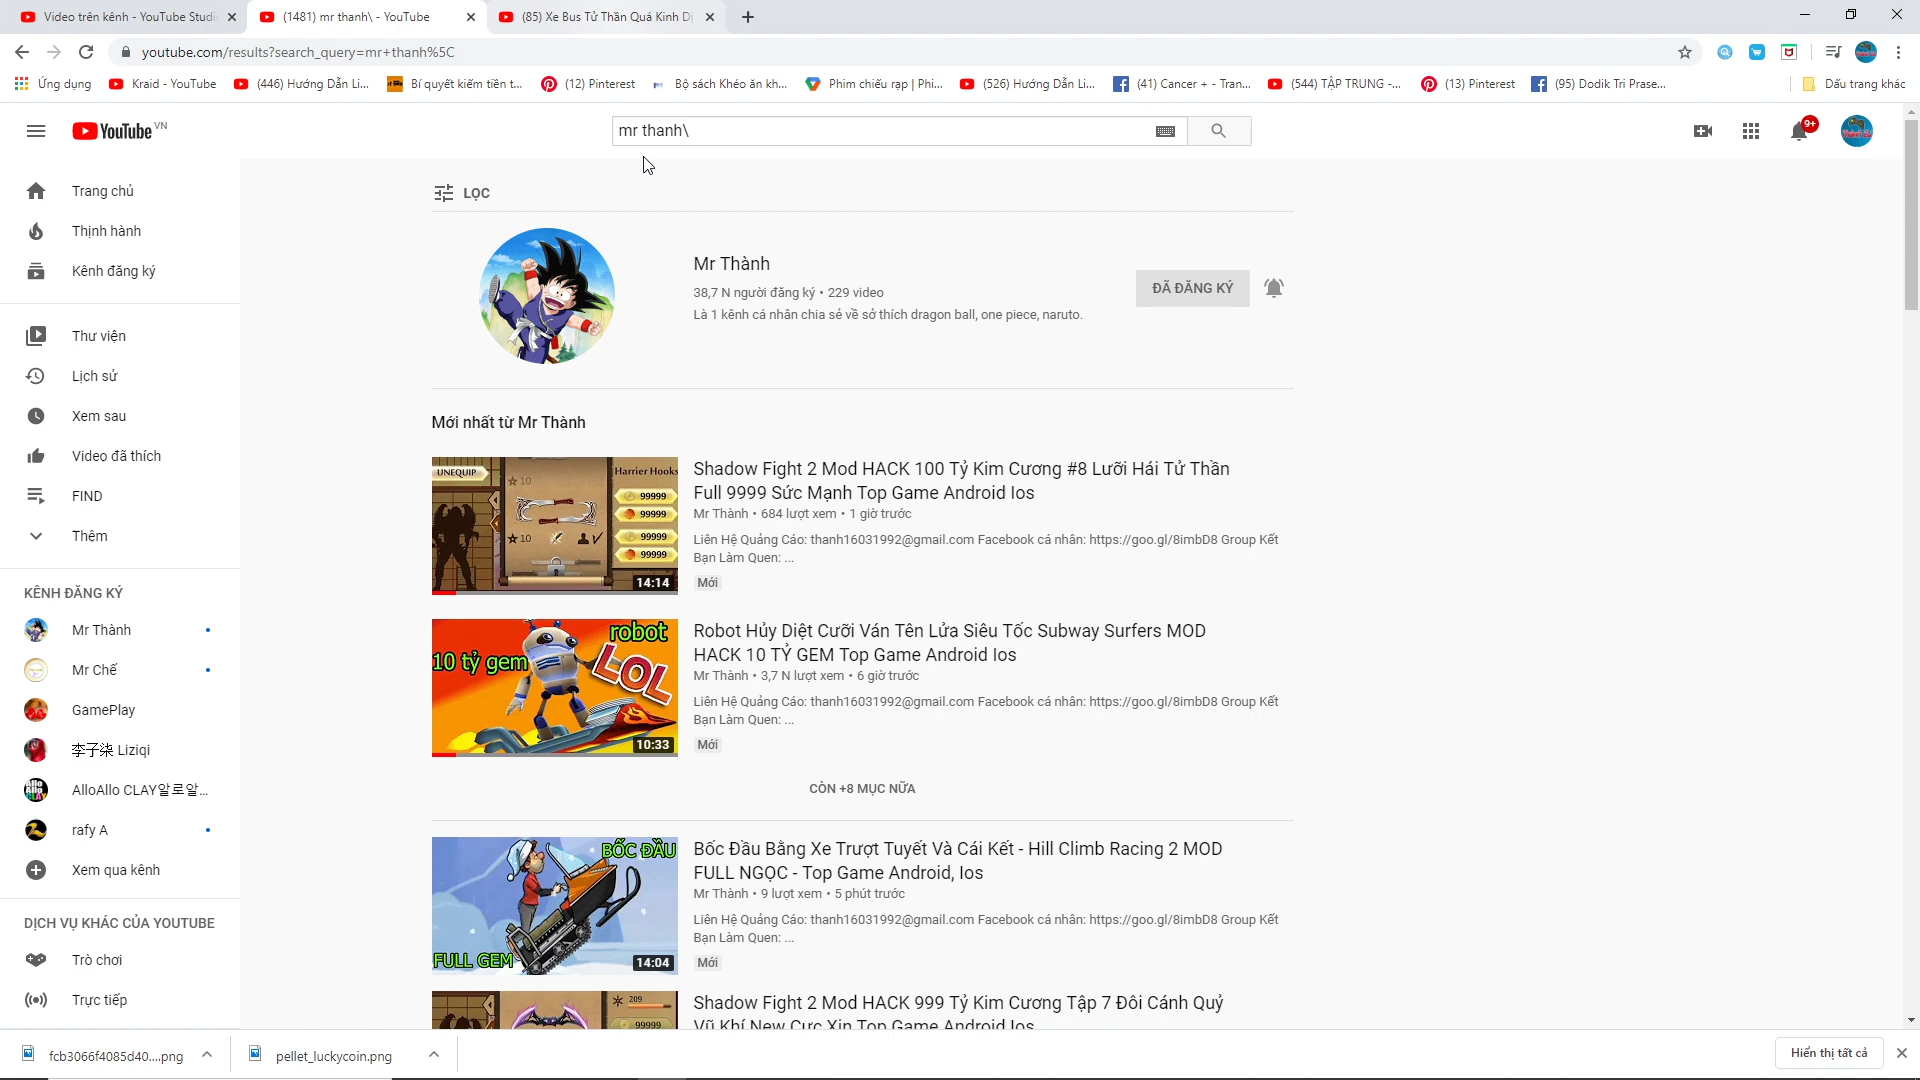 Video trên kênh - YouTube Studi
(1481) mr thanh\ - YouTube
(85) Xe Bus Tử Thần Quá Kinh Dị
youtube.com/results?search_query=mr+thanh%5C
Ứng dụng
Kraid - YouTube
(446) Hướng Dẫn Li...
Bí quyết kiếm tiền t...
(12) Pinterest
Bộ sách Khéo ăn kh...
Phim chiếu rạp | Phi...
(526) Hướng Dẫn Li...
(41) Cancer + - Tran...
(544) TẬP TRUNG -...
(13) Pinterest
(95) Dodik Tri Prase...
Dấu trang khác
YouTube VN
mr thanh\
9+
Trang chủ
Thịnh hành
Kênh đăng ký
Thư viện
Lịch sử
Xem sau
Video đã thích
FIND
Thêm
KÊNH ĐĂNG KÝ
Mr Thành
Mr Chế
GamePlay
李子柒 Liziqi
AlloAllo CLAY알로알...
rafy A
Xem qua kênh
DỊCH VỤ KHÁC CỦA YOUTUBE
Trò chơi
Trực tiếp
LỌC
Mr Thành
38,7 N người đăng ký • 229 video
Là 1 kênh cá nhân chia sẻ về sở thích dragon ball, one piece, naruto.
ĐÃ ĐĂNG KÝ
Mới nhất từ Mr Thành
UNEQUIP
Harrier Hooks
10
99999
99999
10
99999
99999
14:14
Shadow Fight 2 Mod HACK 100 Tỷ Kim Cương #8 Lưỡi Hái Tử Thần
Full 9999 Sức Mạnh Top Game Android Ios
Mr Thành • 684 lượt xem • 1 giờ trước
Liên Hệ Quảng Cáo: thanh16031992@gmail.com Facebook cá nhân: https://goo.gl/8imbD8 Group Kết
Bạn Làm Quen: ...
Mới
robot
10 tỷ gem
LOL
10:33
Robot Hủy Diệt Cưỡi Ván Tên Lửa Siêu Tốc Subway Surfers MOD
HACK 10 TỶ GEM Top Game Android Ios
Mr Thành • 3,7 N lượt xem • 6 giờ trước
Liên Hệ Quảng Cáo: thanh16031992@gmail.com Facebook cá nhân: https://goo.gl/8imbD8 Group Kết
Bạn Làm Quen: ...
Mới
CÒN +8 MỤC NỮA
BỐC ĐẦU
FULL GEM
14:04
Bốc Đầu Bằng Xe Trượt Tuyết Và Cái Kết - Hill Climb Racing 2 MOD
FULL NGỌC - Top Game Android, Ios
Mr Thành • 9 lượt xem • 5 phút trước
Liên Hệ Quảng Cáo: thanh16031992@gmail.com Facebook cá nhân: https://goo.gl/8imbD8 Group Kết
Bạn Làm Quen: ...
Mới
209
99999
Shadow Fight 2 Mod HACK 999 Tỷ Kim Cương Tập 7 Đôi Cánh Quỷ
Vũ Khí New Cực Xịn Top Game Android Ios
fcb3066f4085d40....png
pellet_luckycoin.png
Hiển thị tất cả